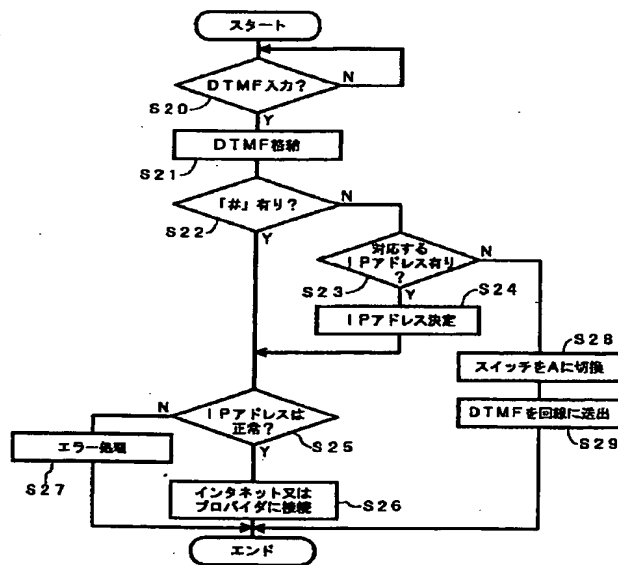 スタート
DTMF入力?
N
S20
Y
DTMF格納
S21
「#」有り?
N
S22
Y
対応する
IPアドレス有り
?
N
S23
Y
S24
IPアドレス決定
S28
スイッチをAに切換
N
IPアドレスは
正常?
DTMFを回線に送出
S29
S25
エラー処理
Y
S27
インタネット又は
プロバイダに接続
S26
エンド